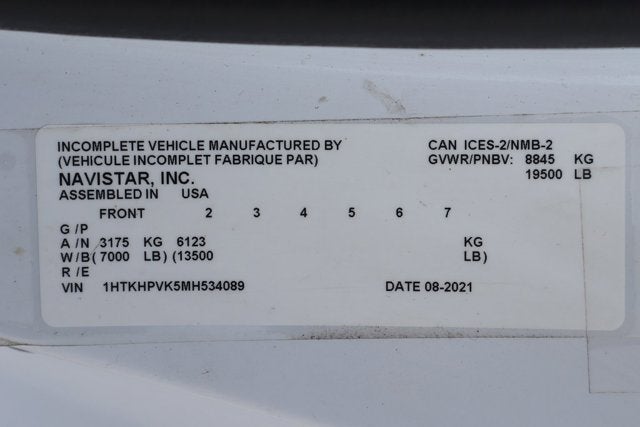 INCOMPLETE VEHICLE MANUFACTURED BY
(VEHICULE INCOMPLET FABRIQUE PAR)
NAVISTAR, INC.
ASSEMBLED IN USA
CAN ICES-2/NMB-2
GVWR/PNBV: 8845 KG
19500 LB
FRONT 2 3 4 5 6 7
G /P
A /N 3175 KG 6123 KG
W/B( 7000 LB) (13500 LB)
R /E
VIN 1HTKHPVK5MH534089 DATE 08-2021